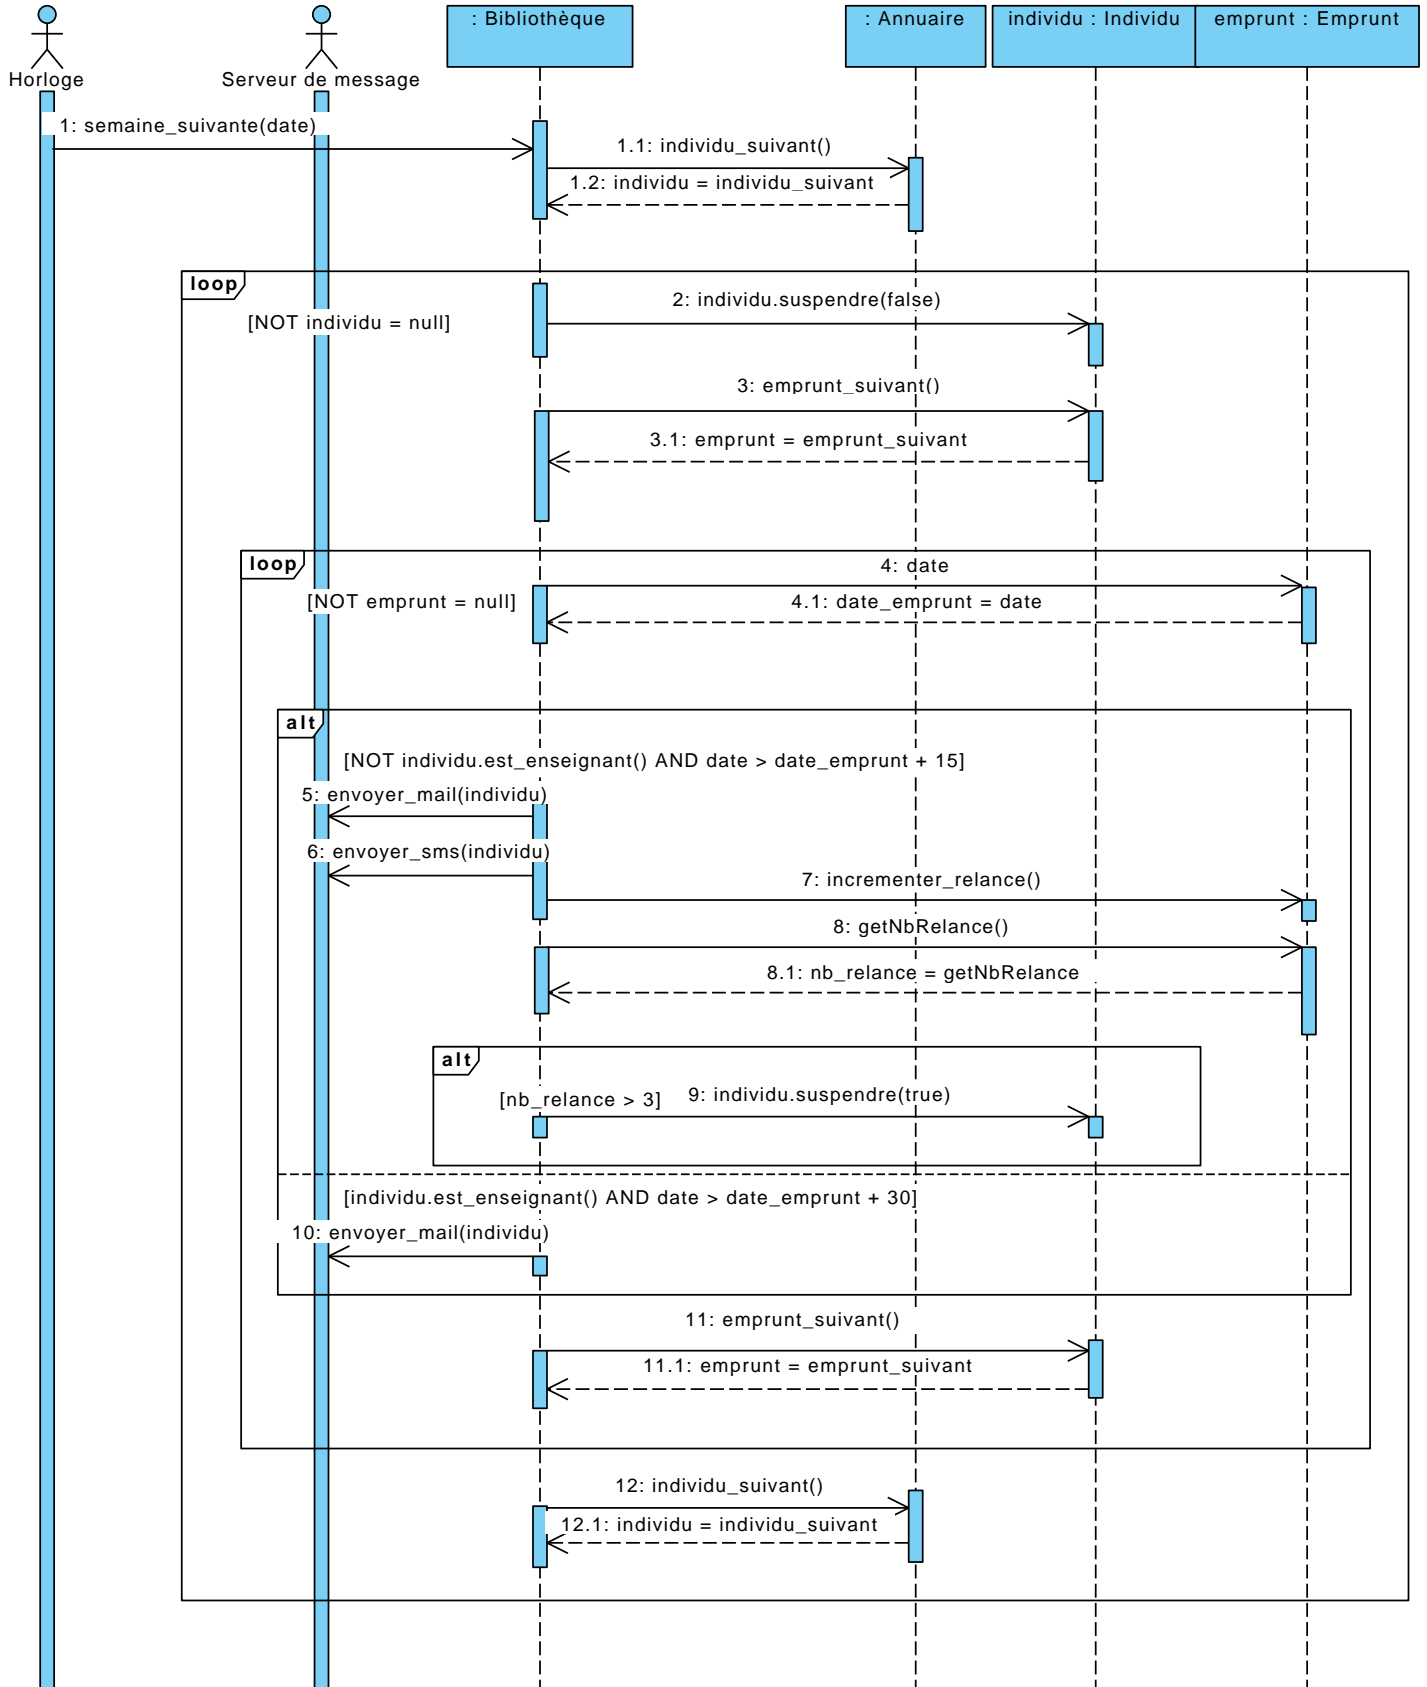 : Bibliothèque
: Annuaire
individu : Individu
emprunt : Emprunt
Horloge
Serveur de message
1: semaine_suivante(date)
1.1: individu_suivant()
1.2: individu = individu_suivant
loop
2: individu.suspendre(false)
[NOT individu = null]
3: emprunt_suivant()
3.1: emprunt = emprunt_suivant
loop
4: date
[NOT emprunt = null]
4.1: date_emprunt = date
alt
[NOT individu.est_enseignant() AND date > date_emprunt + 15]
5: envoyer_mail(individu)
6: envoyer_sms(individu)
7: incrementer_relance()
8: getNbRelance()
8.1: nb_relance = getNbRelance
alt
[nb_relance > 3]
9: individu.suspendre(true)
[individu.est_enseignant() AND date > date_emprunt + 30]
10: envoyer_mail(individu)
11: emprunt_suivant()
11.1: emprunt = emprunt_suivant
12: individu_suivant()
12.1: individu = individu_suivant